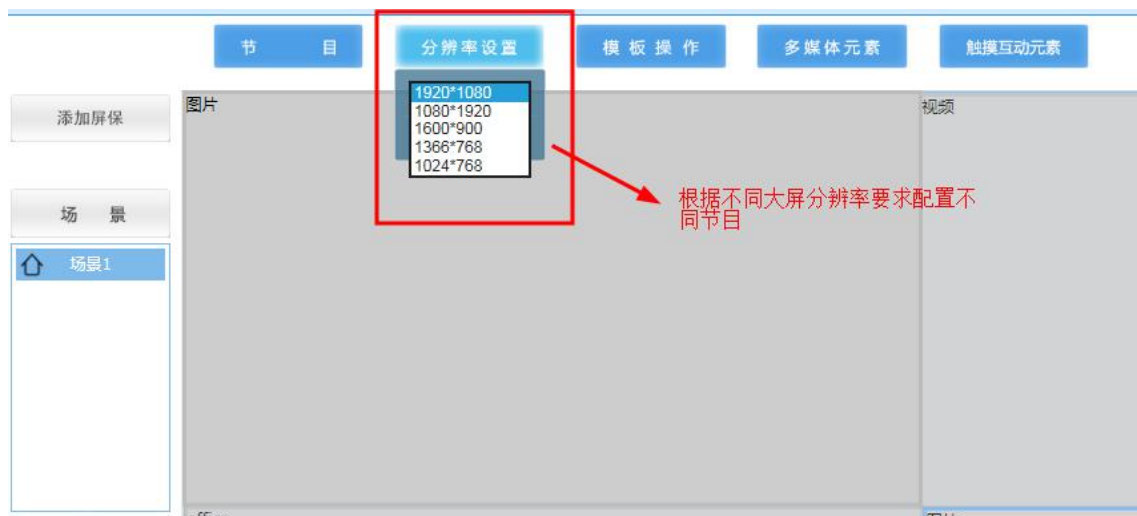 节 目
分辨率设置
模板操作
多媒体元素
触摸互动元素
添加屏保
图片
1920*1080
1080*1920
1600*900
1366*768
1024*768
视频
根据不同大屏分辨率要求配置不
同节目
场 景
场景1